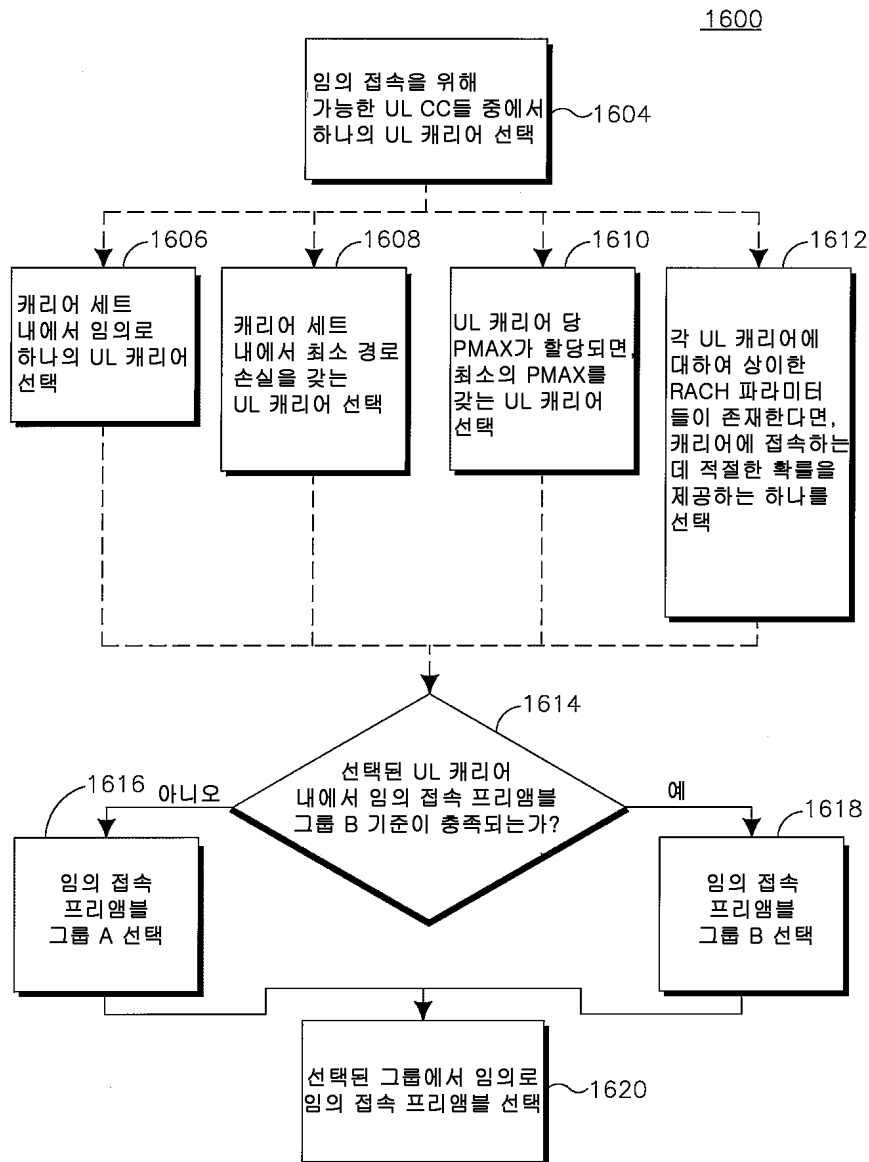 1600
임의 접속을 위해
가능한 UL CC들 중에서
하나의 UL 캐리어 선택
1604
1606
캐리어 세트
내에서 임의로
하나의 UL 캐리어
선택
1608
캐리어 세트
내에서 최소 경로
손실을 갖는
UL 캐리어 선택
1610
UL 캐리어 당
PMAX가 할당되면,
최소의 PMAX를
갖는 UL 캐리어
선택
1612
각 UL 캐리어에
대하여 상이한
RACH 파라미터
들이 존재한다면,
캐리어에 접속하는
데 적절한 확률을
제공하는 하나를
선택
1614
선택된 UL 캐리어
내에서 임의 접속 프리앰블
그룹 B 기준이 충족되는가?
아니오
예
1616
임의 접속
프리앰블
그룹 A 선택
1618
임의 접속
프리앰블
그룹 B 선택
선택된 그룹에서 임의로
임의 접속 프리앰블 선택
1620